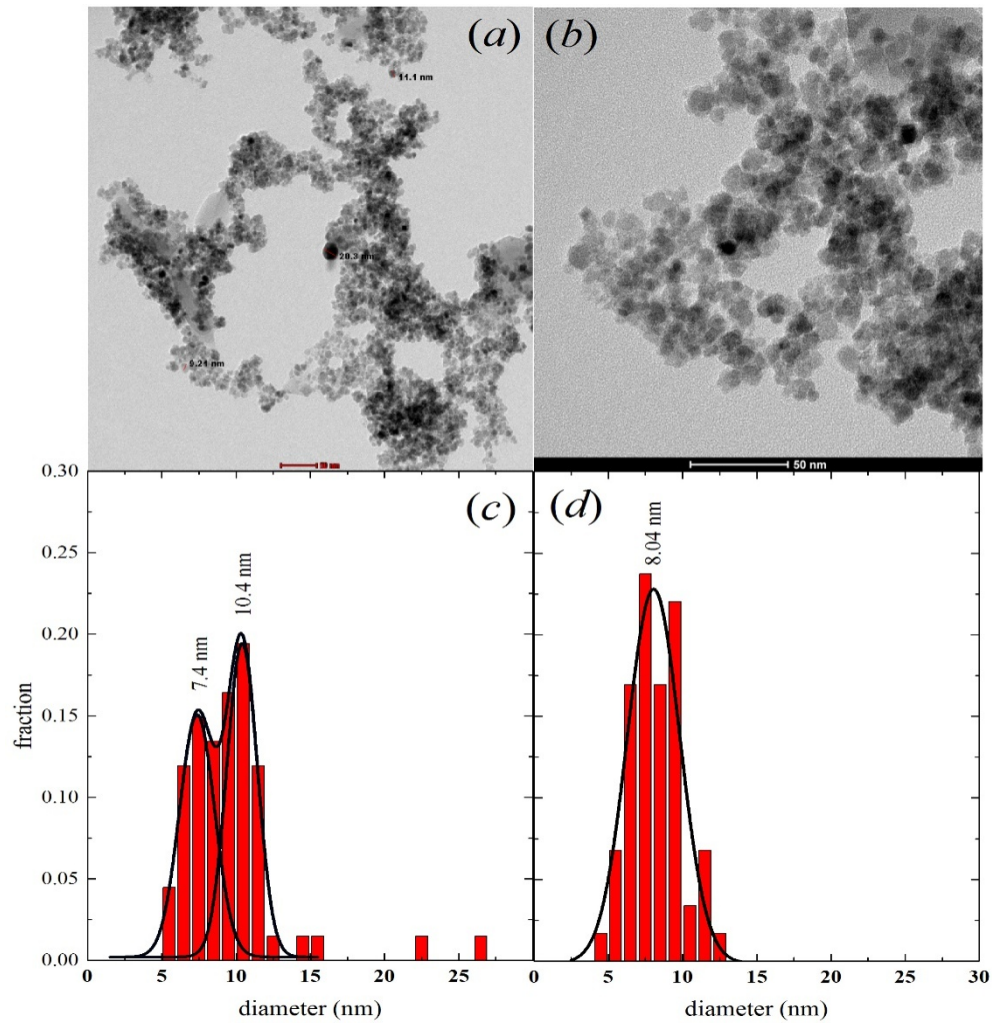 (a)
(b)
11.1 nm
20.3 nm
9.21 nm
50 nm
(c)
(d)
0.30
0.25
0.20
0.15
0.10
0.05
0.00
fraction
7.4 nm
10.4 nm
8.04 nm
0 5 10 15 20 25
0 5 10 15 20 25 30
diameter (nm)
diameter (nm)